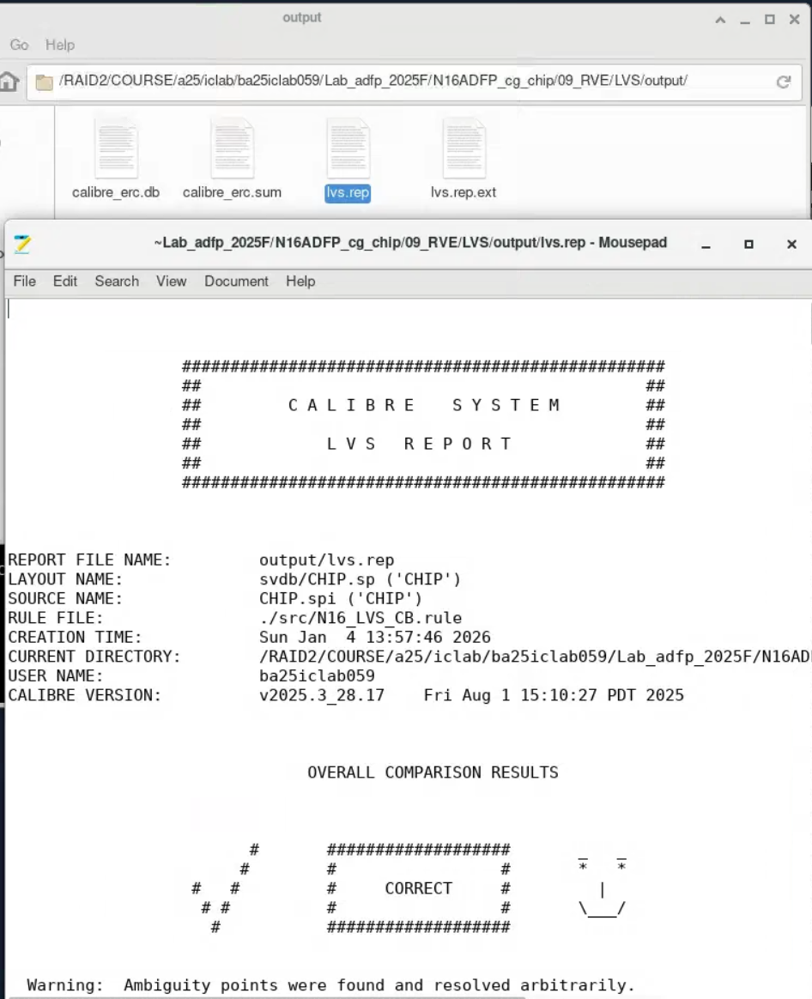 output
Go Help
/RAID2/COURSE/a25/iclab/ba25iclab059/Lab_adfp_2025F/N16ADFP_cg_chip/09_RVE/LVS/output/
calibre_erc.db calibre_erc.sum lvs.rep lvs.rep.ext
~Lab_adfp_2025F/N16ADFP_cg_chip/09_RVE/LVS/output/lvs.rep - Mousepad
File Edit Search View Document Help
##################################################
## ##
## C A L I B R E S Y S T E M ##
## ##
## L V S R E P O R T ##
## ##
##################################################
REPORT FILE NAME: output/lvs.rep
LAYOUT NAME: svdb/CHIP.sp ('CHIP')
SOURCE NAME: CHIP.spi ('CHIP')
RULE FILE: ./src/N16_LVS_CB.rule
CREATION TIME: Sun Jan 4 13:57:46 2026
CURRENT DIRECTORY: /RAID2/COURSE/a25/iclab/ba25iclab059/Lab_adfp_2025F/N16AD
USER NAME: ba25iclab059
CALIBRE VERSION: v2025.3_28.17 Fri Aug 1 15:10:27 PDT 2025
OVERALL COMPARISON RESULTS
# ################### _ _
# # # * *
# # # CORRECT # |
# # # # \___/
# ###################
Warning: Ambiguity points were found and resolved arbitrarily.